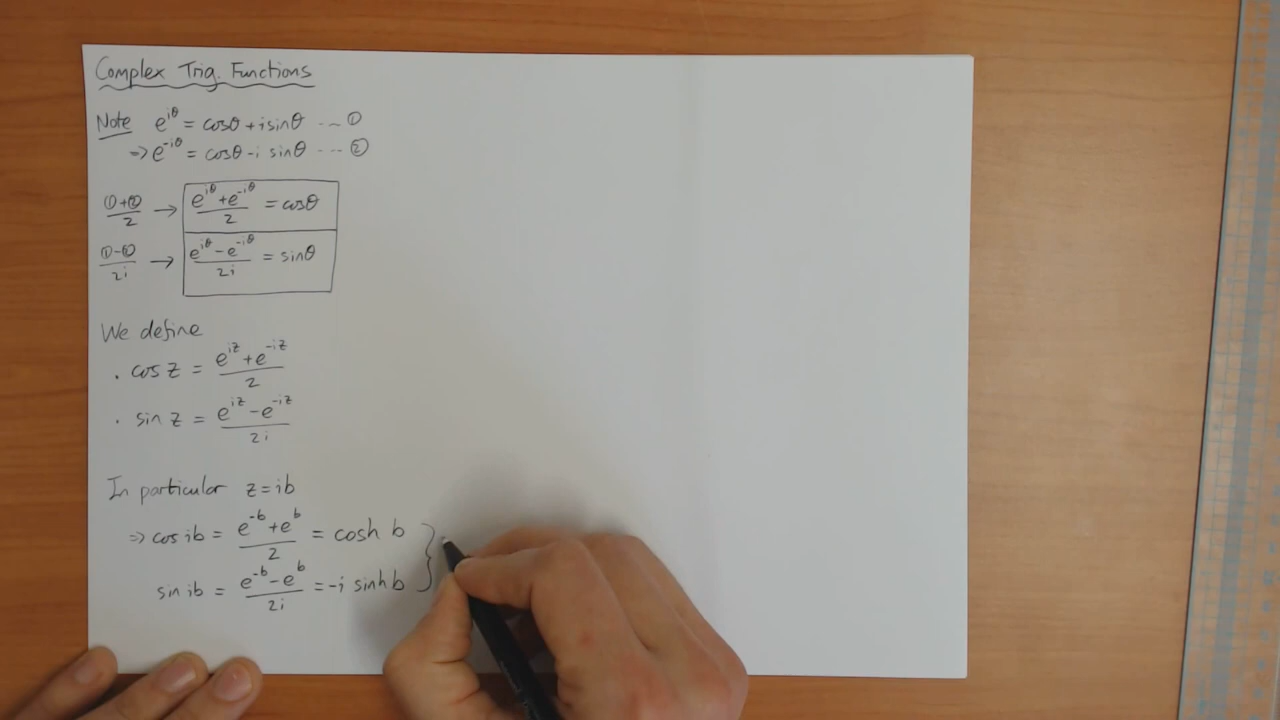 Complex Trig. Functions
Note e^{iθ} = cosθ + i sinθ --- ①
⇒ e^{-iθ} = cosθ - i sinθ --- ②
(①+②)/2 → (e^{iθ} + e^{-iθ})/2 = cosθ
(①-②)/2i → (e^{iθ} - e^{-iθ})/2i = sinθ
We define
. cos z = (e^{iz} + e^{-iz})/2
. sin z = (e^{iz} - e^{-iz})/2i
In particular z = ib
⇒ cos ib = (e^{-b} + e^{b})/2 = cosh b
sin ib = (e^{-b} - e^{b})/2i = -i sinh b